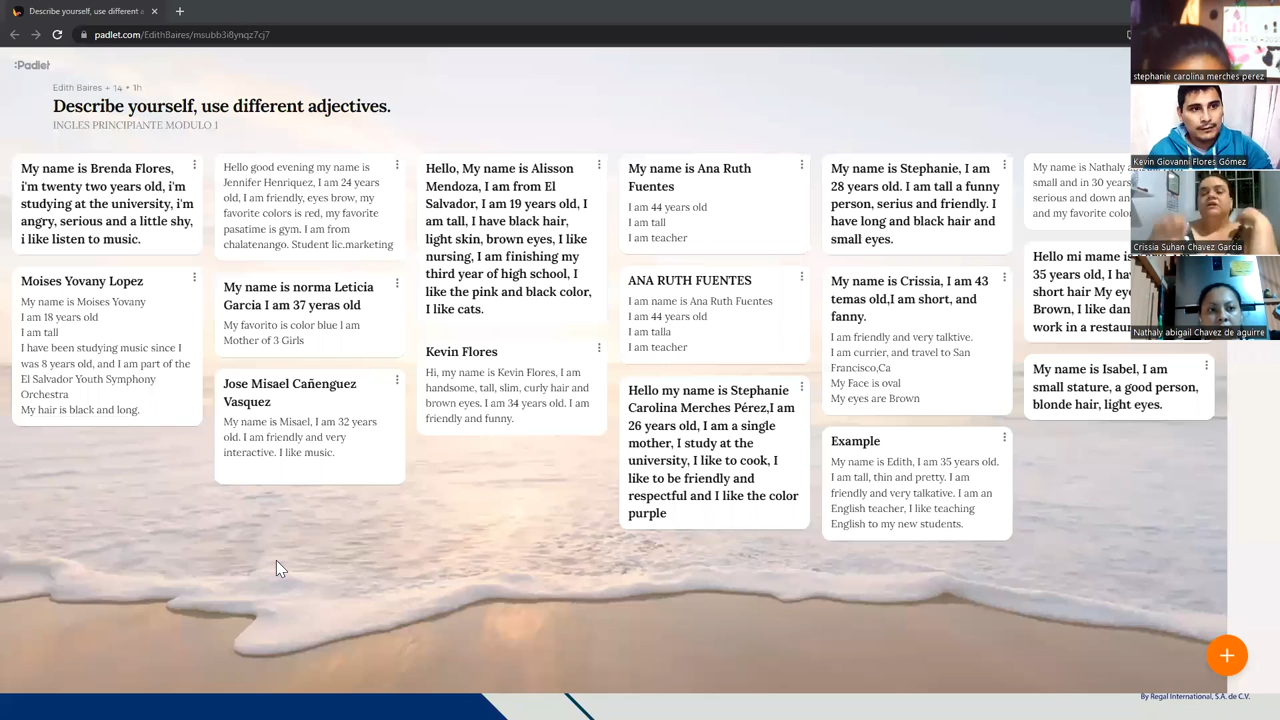 Describe yourself, use different a
padlet.com/EdithBaires/msubb3i8ynqz7cj7
:Padlet
Edith Baires + 14 • 1h
Describe yourself, use different adjectives.
INGLES PRINCIPIANTE MODULO 1
My name is Brenda Flores,
i'm twenty two years old, i'm
studying at the university, i'm
angry, serious and a little shy,
i like listen to music.
Moises Yovany Lopez
My name is Moises Yovany
I am 18 years old
I am tall
I have been studying music since I
was 8 years old, and I am part of the
El Salvador Youth Symphony
Orchestra
My hair is black and long.
Hello good evening my name is
Jennifer Henriquez, I am 24 years
old, I am friendly, eyes brow, my
favorite colors is red, my favorite
pasatime is gym. I am from
chalatenango. Student lic.marketing
My name is norma Leticia
Garcia I am 37 yeras old
My favorito is color blue I am
Mother of 3 Girls
Jose Misael Cañenguez
Vasquez
My name is Misael, I am 32 years
old. I am friendly and very
interactive. I like music.
Hello, My name is Alisson
Mendoza, I am from El
Salvador, I am 19 years old, I
am tall, I have black hair,
light skin, brown eyes, I like
nursing, I am finishing my
third year of high school, I
like the pink and black color,
I like cats.
Kevin Flores
Hi, my name is Kevin Flores, I am
handsome, tall, slim, curly hair and
brown eyes. I am 34 years old. I am
friendly and funny.
My name is Ana Ruth
Fuentes
I am 44 years old
I am tall
I am teacher
ANA RUTH FUENTES
I am name is Ana Ruth Fuentes
I am 44 years old
I am talla
I am teacher
Hello my name is Stephanie
Carolina Merches Pérez,I am
26 years old, I am a single
mother, I study at the
university, I like to cook, I
like to be friendly and
respectful and I like the color
purple
My name is Stephanie, I am
28 years old. I am tall a funny
person, serius and friendly. I
have long and black hair and
small eyes.
My name is Crissia, I am 43
temas old,I am short, and
fanny.
I am friendly and very talktive.
I am currier, and travel to San
Francisco,Ca
My Face is oval
My eyes are Brown
Example
My name is Edith, I am 35 years old.
I am tall, thin and pretty. I am
friendly and very talkative. I am an
English teacher, I like teaching
English to my new students.
My name is Nathaly
small and in 30 years
serious and down an
and my favorite colo
Hello mi mame is
35 years old, I hav
short hair My eye
Brown, I like dan
work in a restaur
My name is Isabel, I am
small stature, a good person,
blonde hair, light eyes.
stephanie carolina merches perez
Kevin Giovanni Flores Gómez
Crissia Suhan Chavez Garcia
Nathaly abigail Chavez de aguirre
By Regal International, S.A. de C.V.